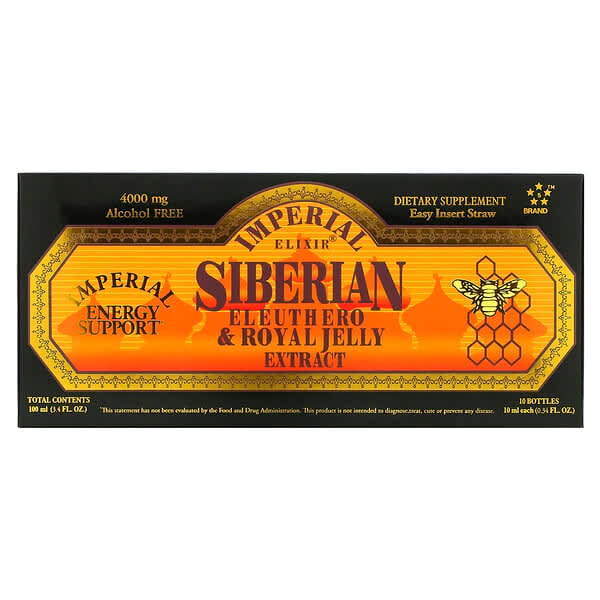 4000 mg
Alcohol FREE
DIETARY SUPPLEMENT
Easy Insert Straw
5
TM
BRAND
IMPERIAL
ELIXIR®
SIBERIAN
ELEUTHERO
& ROYAL JELLY
EXTRACT
IMPERIAL
ENERGY
SUPPORT*
TOTAL CONTENTS
100 ml (3.4 FL. OZ.)
*This statement has not been evaluated by the Food and Drug Administration. This product is not intended to diagnose,treat, cute or prevent any disease.
10 BOTTLES
10 ml each (0.34 FL. OZ.)